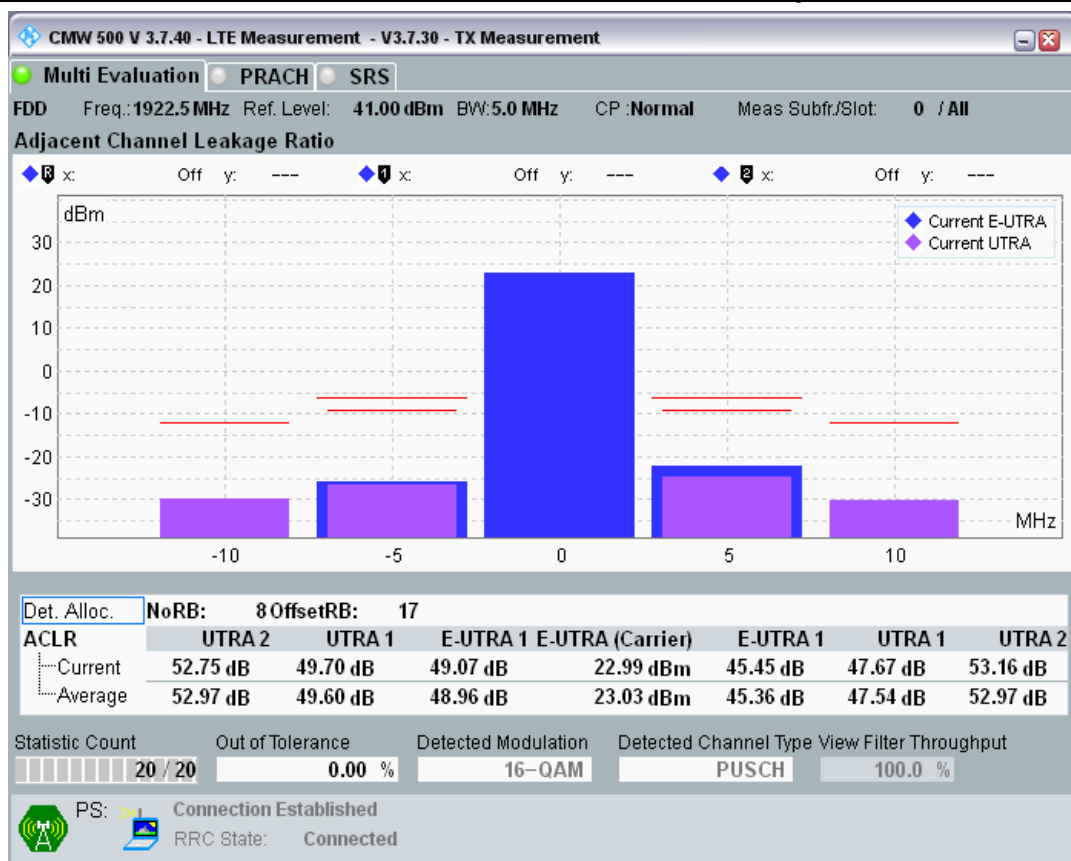 CMW 500 V 3.7.40 - LTE Measurement - V3.7.30 - TX Measurement
Multi Evaluation PRACH SRS
FDD Freq.:1922.5 MHz Ref. Level: 41.00 dBm BW:5.0 MHz CP :Normal Meas Subfr./Slot: 0 / All
Adjacent Channel Leakage Ratio
R x: Off y: --- 1 x: Off y: --- 2 x: Off y: ---
dBm
Current E-UTRA
Current UTRA
30
20
10
0
-10
-20
-30
MHz
-10 -5 0 5 10
Det. Alloc. NoRB: 8 OffsetRB: 17
ACLR UTRA 2 UTRA 1 E-UTRA 1 E-UTRA (Carrier) E-UTRA 1 UTRA 1 UTRA 2
Current 52.75 dB 49.70 dB 49.07 dB 22.99 dBm 45.45 dB 47.67 dB 53.16 dB
Average 52.97 dB 49.60 dB 48.96 dB 23.03 dBm 45.36 dB 47.54 dB 52.97 dB
Statistic Count Out of Tolerance Detected Modulation Detected Channel Type View Filter Throughput
20 / 20 0.00 % 16-QAM PUSCH 100.0 %
PS: Connection Established
RRC State: Connected